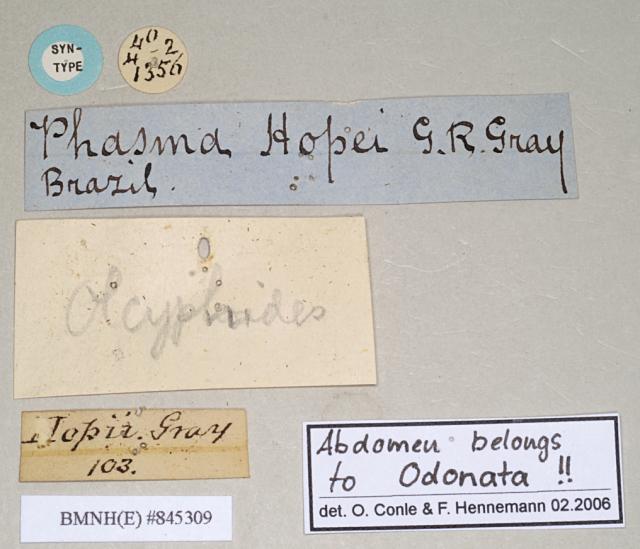 SYN-
TYPE
40
4-2
1356
Phasma Hopei G.R.Gray
Brazil.
Olcyphides
Hopii. Gray
103.
BMNH(E) #845309
Abdomen belongs
to Odonata !!
det. O. Conle & F. Hennemann 02.2006